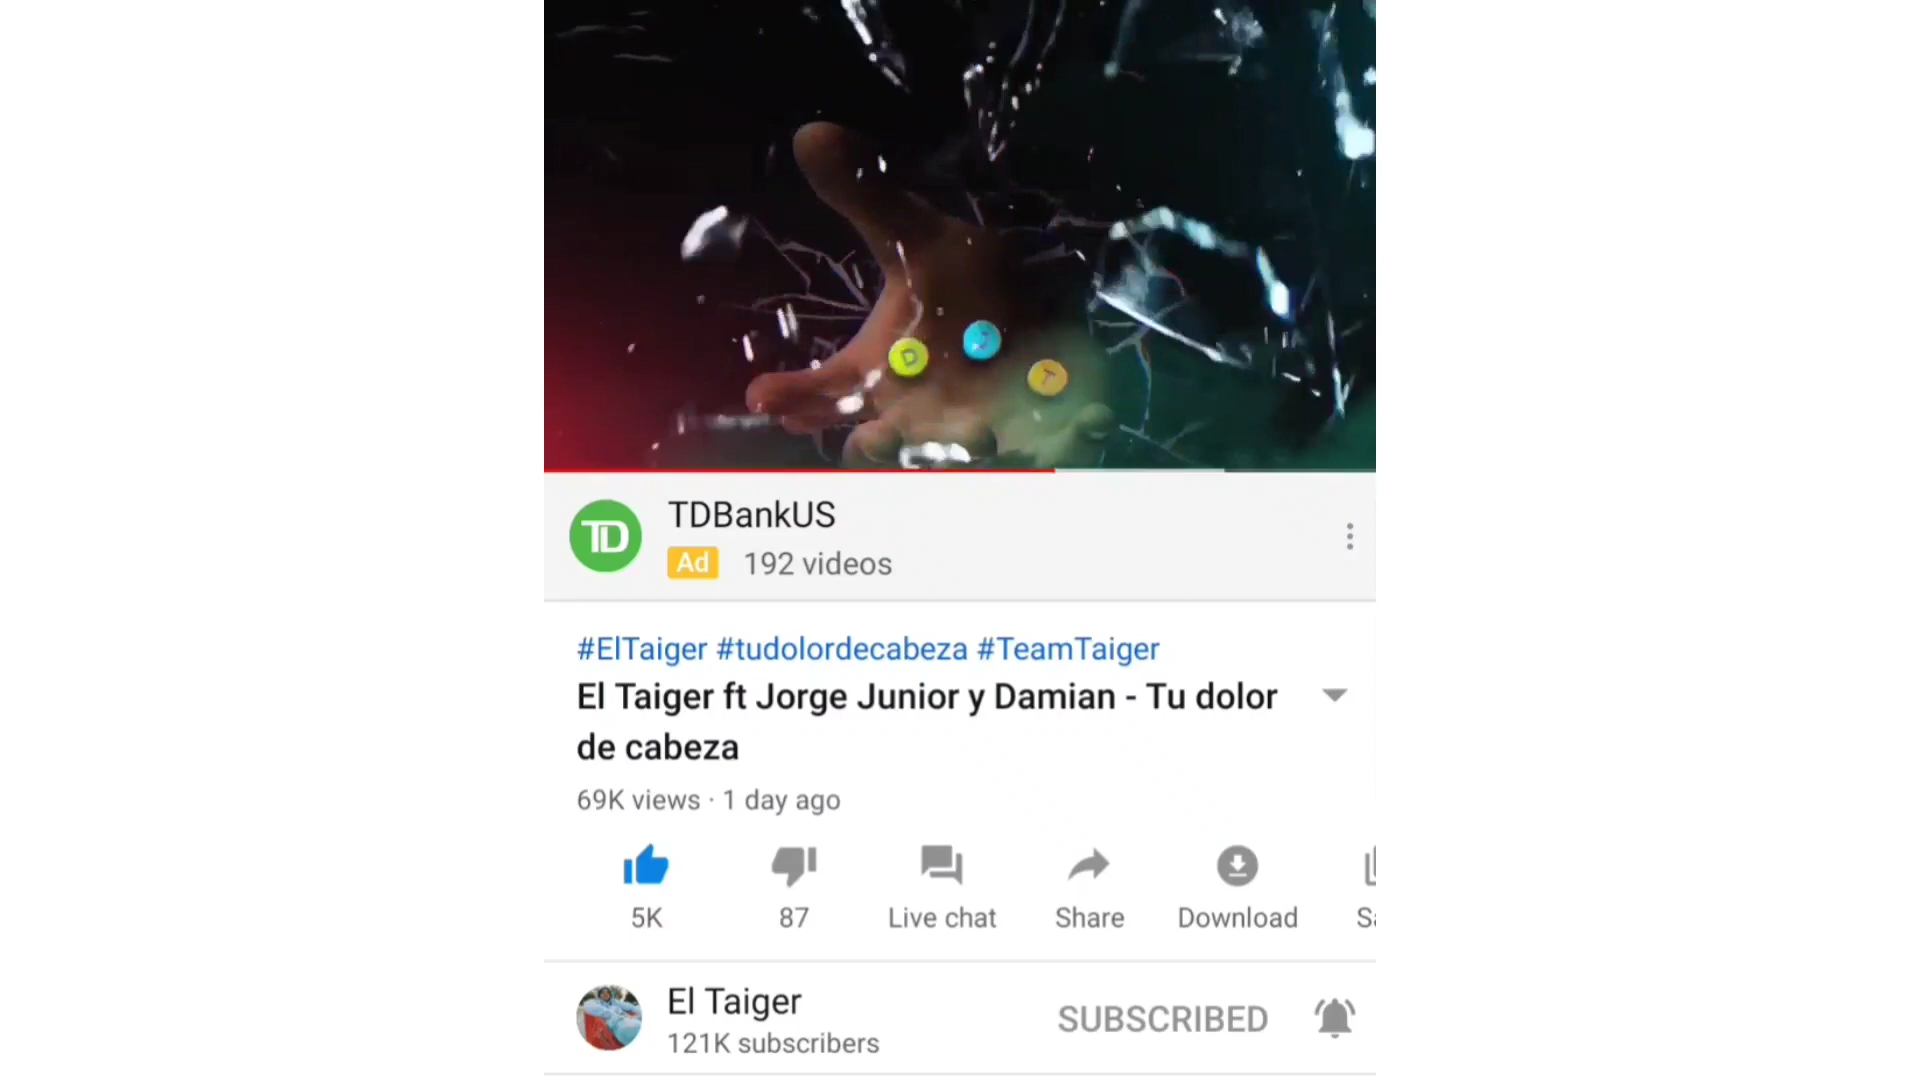 D J T
TD
TDBankUS
Ad 192 videos
#ElTaiger #tudolordecabeza #TeamTaiger
El Taiger ft Jorge Junior y Damian - Tu dolor
de cabeza
69K views · 1 day ago
5K 87 Live chat Share Download
El Taiger
SUBSCRIBED
121K subscribers